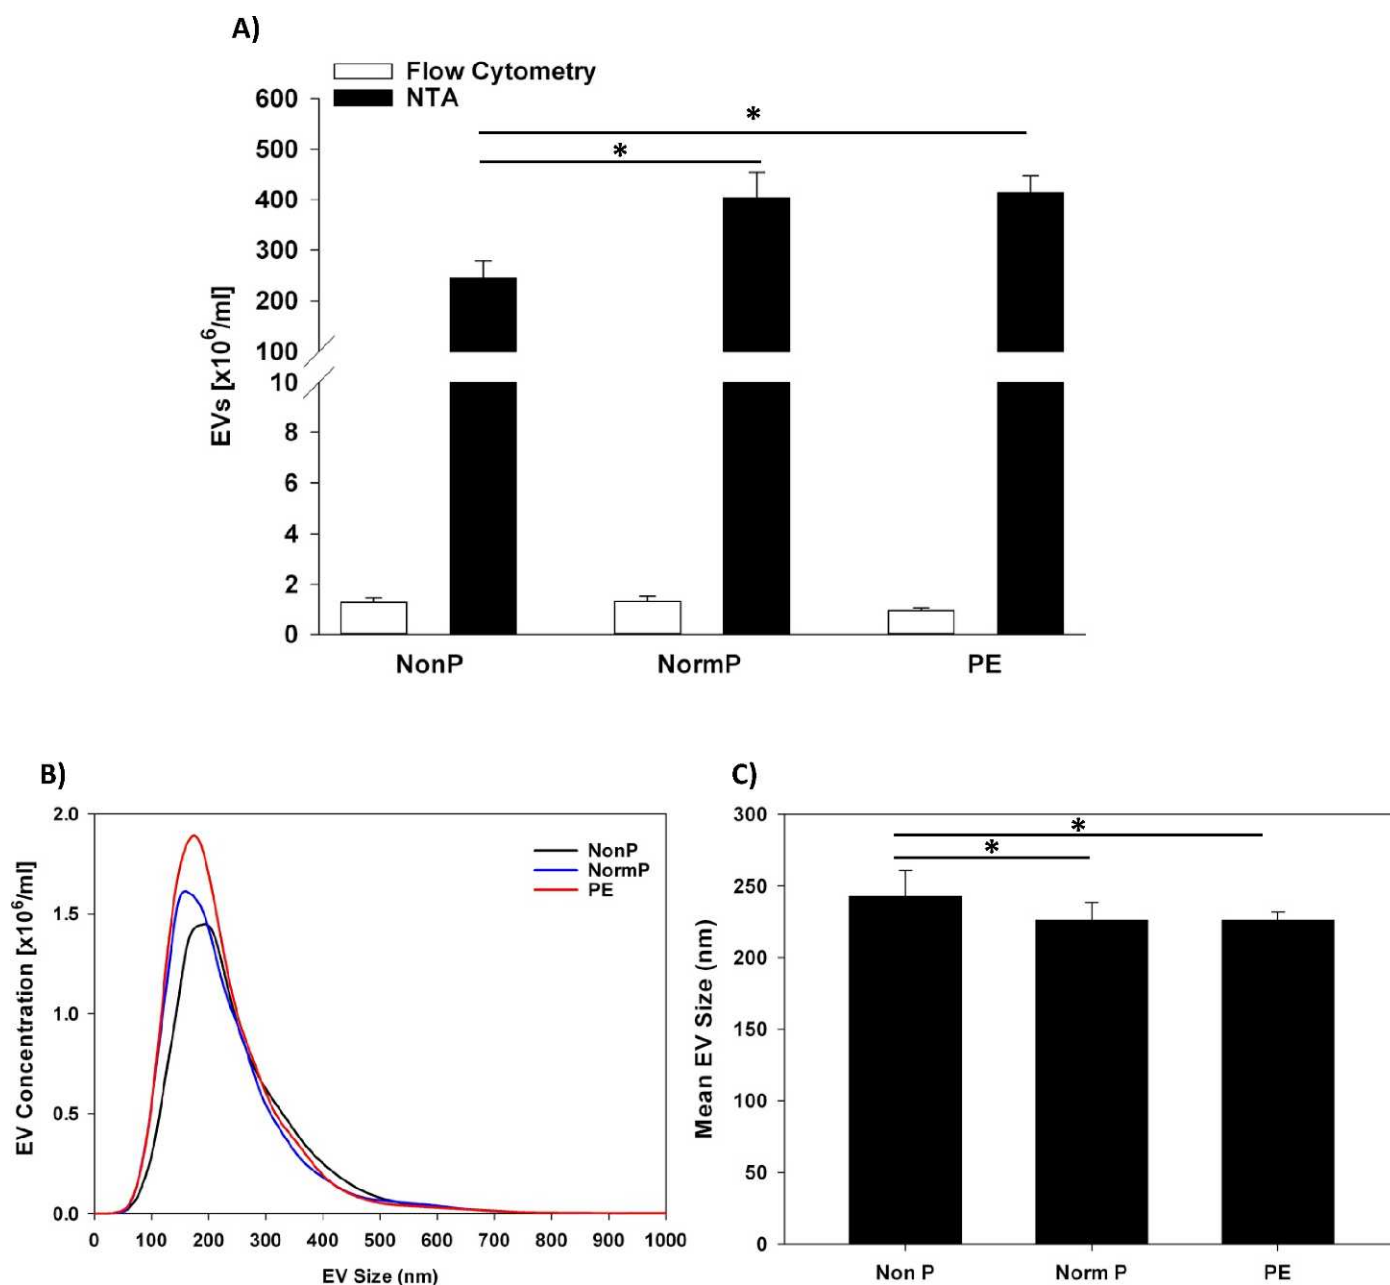 A)
Flow Cytometry
NTA
600
500
400
300
200
100
10
8
6
4
2
0
EVs [x10⁶/ml]
*
*
NonP NormP PE
B)
2.0
1.5
1.0
0.5
0.0
EV Concentration [x10⁶/ml]
NonP
NormP
PE
0 100 200 300 400 500 600 700 800 900 1000
EV Size (nm)
C)
300
250
200
150
100
50
0
Mean EV Size (nm)
*
*
Non P Norm P PE